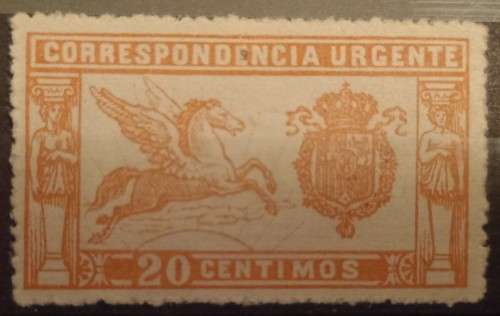 CORRESPONDENCIA URGENTE
20 CENTIMOS